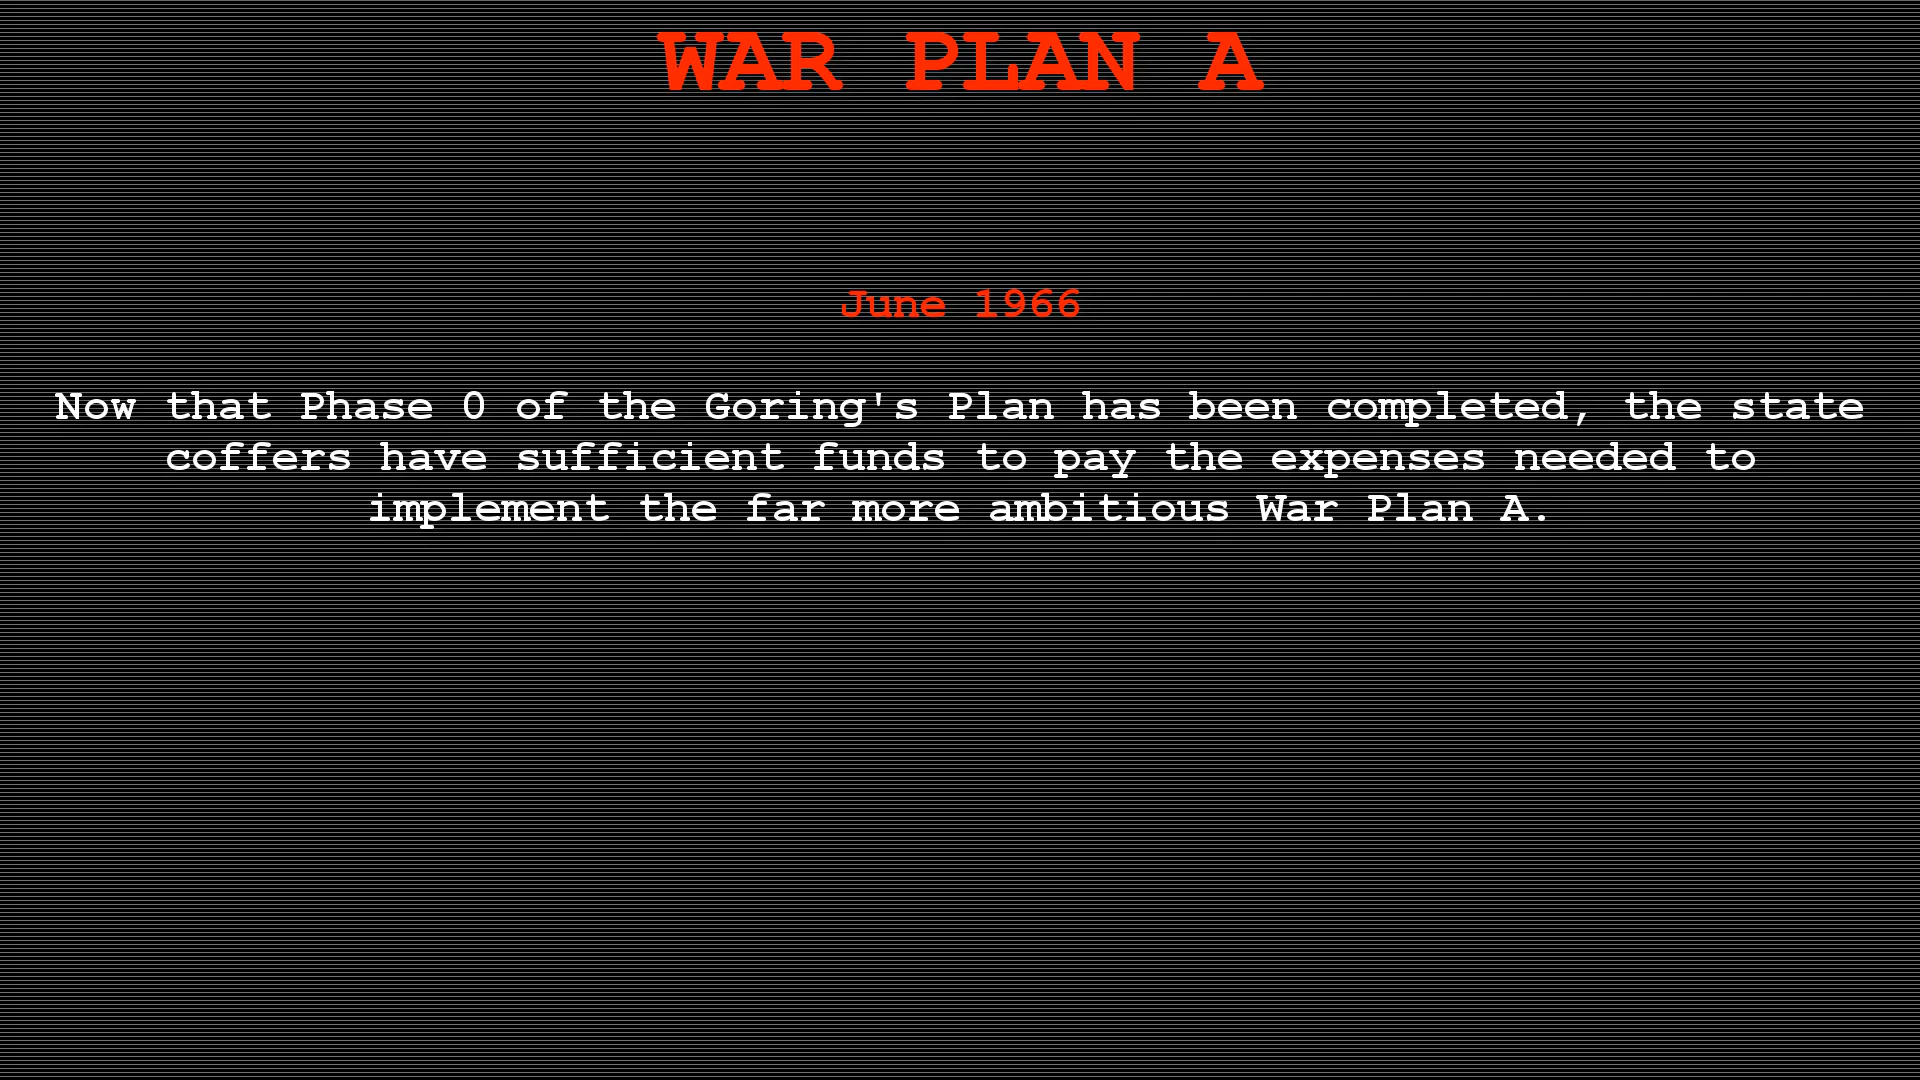 WAR PLAN A
June 1966
Now that Phase 0 of the Goring's Plan has been completed, the state
coffers have sufficient funds to pay the expenses needed to
implement the far more ambitious War Plan A.